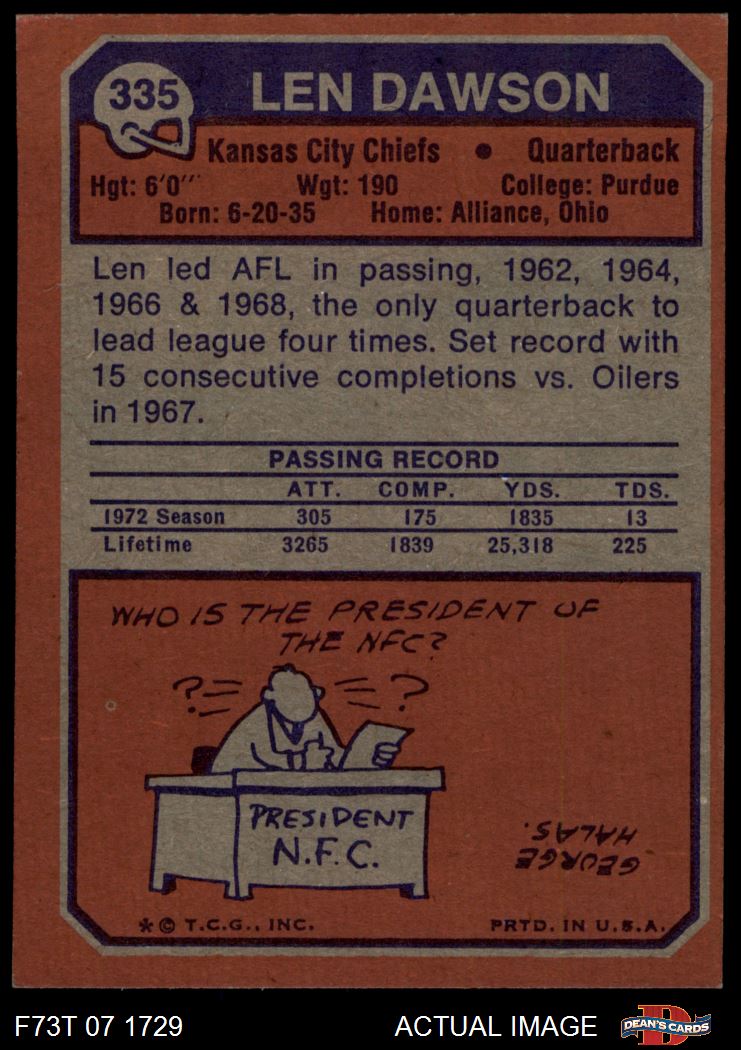 335 LEN DAWSON
Kansas City Chiefs • Quarterback
Hgt: 6'0" Wgt: 190 College: Purdue
Born: 6-20-35 Home: Alliance, Ohio
Len led AFL in passing, 1962, 1964,
1966 & 1968, the only quarterback to
lead league four times. Set record with
15 consecutive completions vs. Oilers
in 1967.
PASSING RECORD
ATT. COMP. YDS. TDS.
1972 Season 305 175 1835 13
Lifetime 3265 1839 25,318 225
WHO IS THE PRESIDENT OF
THE NFC?
? ?
PRESIDENT
N.F.C.
GEORGE
HALAS.
* © T.C.G., INC. PRTD. IN U.S.A.
F73T 07 1729 ACTUAL IMAGE D DEAN'S CARDS